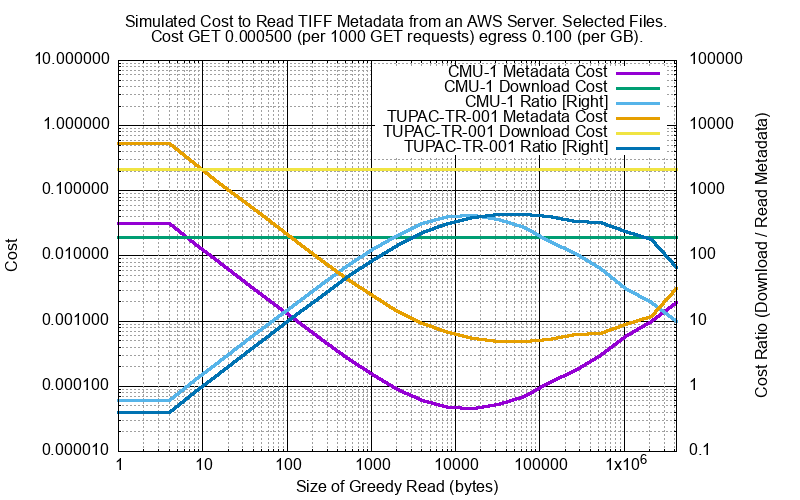 Simulated Cost to Read TIFF Metadata from an AWS Server. Selected Files.
Cost GET 0.000500 (per 1000 GET requests) egress 0.100 (per GB).
10.000000
1.000000
0.100000
0.010000
0.001000
0.000100
0.000010
Cost
CMU-1 Metadata Cost
CMU-1 Download Cost
CMU-1 Ratio [Right]
TUPAC-TR-001 Metadata Cost
TUPAC-TR-001 Download Cost
TUPAC-TR-001 Ratio [Right]
100000
10000
1000
100
10
1
0.1
Cost Ratio (Download / Read Metadata)
1 10 100 1000 10000 100000 1x10⁶
Size of Greedy Read (bytes)